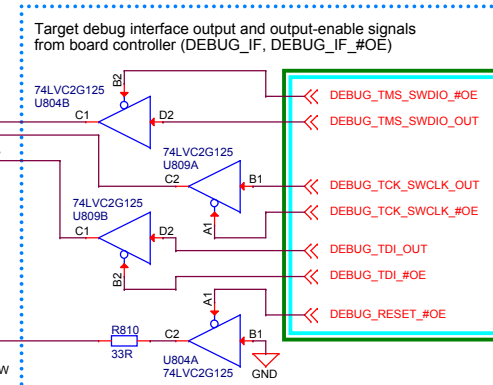 Target debug interface output and output-enable signals
from board controller (DEBUG_IF, DEBUG_IF_#OE)
74LVC2G125
U804B
B2
C1
D2
DEBUG_TMS_SWDIO_#OE
DEBUG_TMS_SWDIO_OUT
74LVC2G125
U809A
C2
B1
A1
DEBUG_TCK_SWCLK_OUT
DEBUG_TCK_SWCLK_#OE
74LVC2G125
U809B
C1
D2
B2
DEBUG_TDI_OUT
DEBUG_TDI_#OE
A1
DEBUG_RESET_#OE
R810
33R
C2
B1
U804A
74LVC2G125
GND
W